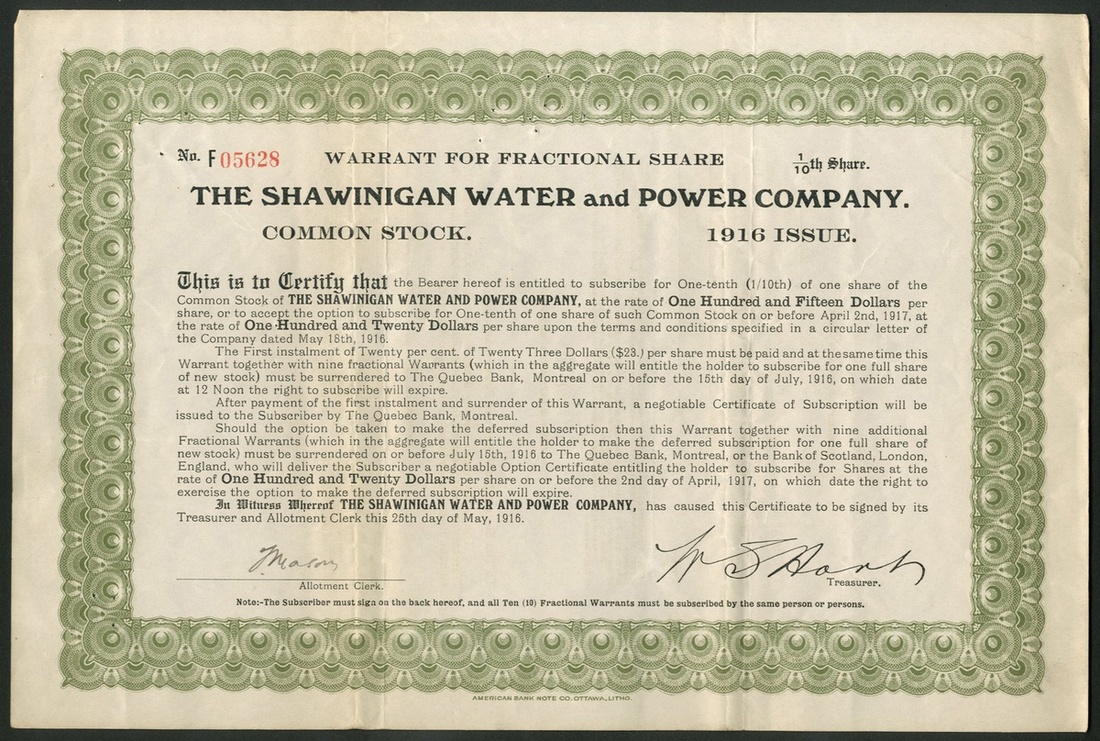 No. F 05628 WARRANT FOR FRACTIONAL SHARE 1/10th Share.
THE SHAWINIGAN WATER and POWER COMPANY.
COMMON STOCK. 1916 ISSUE.
This is to Certify that the Bearer hereof is entitled to subscribe for One-tenth (1/10th) of one share of the
Common Stock of THE SHAWINIGAN WATER AND POWER COMPANY, at the rate of One Hundred and Fifteen Dollars per
share, or to accept the option to subscribe for One-tenth of one share of such Common Stock on or before April 2nd, 1917, at
the rate of One Hundred and Twenty Dollars per share upon the terms and conditions specified in a circular letter of
the Company dated May 18th, 1916.
The First instalment of Twenty per cent. of Twenty Three Dollars ($23.) per share must be paid and at the same time this
Warrant together with nine fractional Warrants (which in the aggregate will entitle the holder to subscribe for one full share
of new stock) must be surrendered to The Quebec Bank, Montreal on or before the 15th day of July, 1916, on which date
at 12 Noon the right to subscribe will expire.
After payment of the first instalment and surrender of this Warrant, a negotiable Certificate of Subscription will be
issued to the Subscriber by The Quebec Bank, Montreal.
Should the option be taken to make the deferred subscription then this Warrant together with nine additional
Fractional Warrants (which in the aggregate will entitle the holder to make the deferred subscription for one full share of
new stock) must be surrendered on or before July 15th, 1916 to The Quebec Bank, Montreal, or the Bank of Scotland, London,
England, who will deliver the Subscriber a negotiable Option Certificate entitling the holder to subscribe for Shares at the
rate of One Hundred and Twenty Dollars per share on or before the 2nd day of April, 1917, on which date the right to
exercise the option to make the deferred subscription will expire.
In Witness Whereof THE SHAWINIGAN WATER AND POWER COMPANY, has caused this Certificate to be signed by its
Treasurer and Allotment Clerk this 25th day of May, 1916.
W S Hart
Allotment Clerk. Treasurer.
Note:-The Subscriber must sign on the back hereof, and all Ten (10) Fractional Warrants must be subscribed by the same person or persons.
AMERICAN BANK NOTE CO. OTTAWA, LITHO.